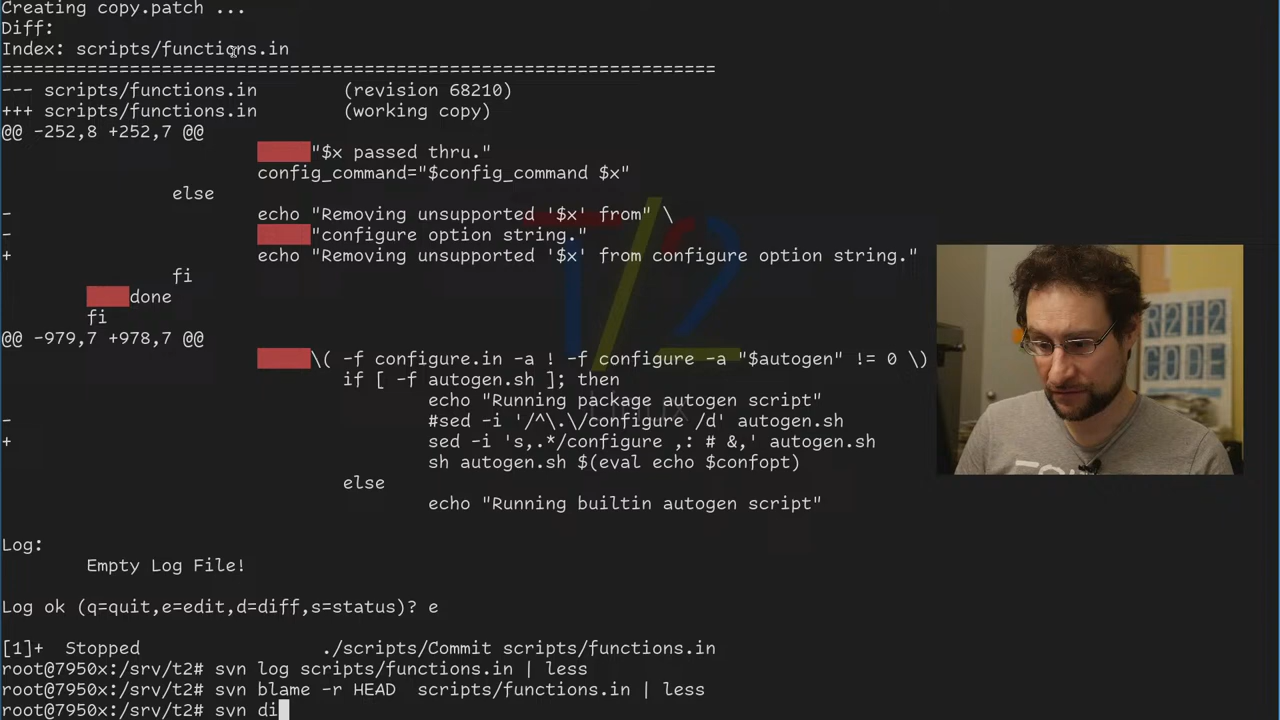 Creating copy.patch ...
Diff:
Index: scripts/functions.in
===================================================================
--- scripts/functions.in        (revision 68210)
+++ scripts/functions.in        (working copy)
@@ -252,8 +252,7 @@
"$x passed thru."
config_command="$config_command $x"
else
-                       echo "Removing unsupported '$x' from" \
-                       "configure option string."
+                       echo "Removing unsupported '$x' from configure option string."
fi
done
fi
@@ -979,7 +978,7 @@
\( -f configure.in -a ! -f configure -a "$autogen" != 0 \)
if [ -f autogen.sh ]; then
echo "Running package autogen script"
-                                       #sed -i '/^\.\/configure /d' autogen.sh
+                                       sed -i 's,.*/configure ,: # &,' autogen.sh
sh autogen.sh $(eval echo $confopt)
else
echo "Running builtin autogen script"
Log:
Empty Log File!
Log ok (q=quit,e=edit,d=diff,s=status)? e
[1]+  Stopped                 ./scripts/Commit scripts/functions.in
root@7950x:/srv/t2# svn log scripts/functions.in | less
root@7950x:/srv/t2# svn blame -r HEAD  scripts/functions.in | less
root@7950x:/srv/t2# svn di
T/2
Linux
R2T2
CODE